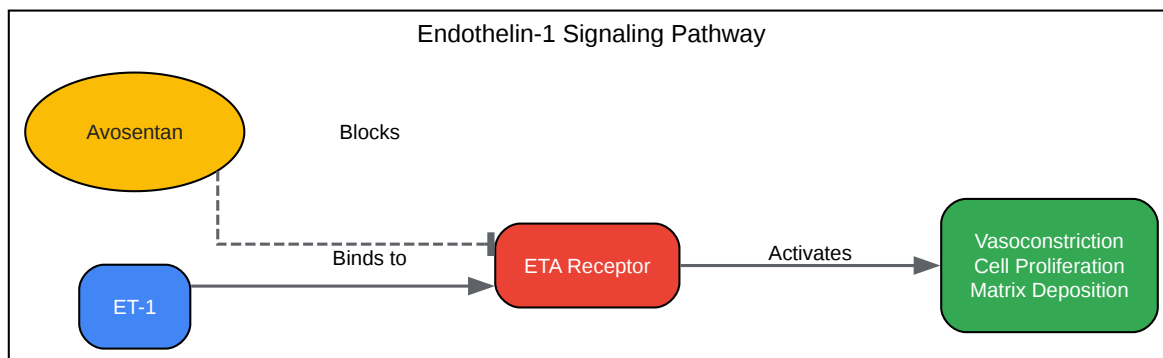 Endothelin-1 Signaling Pathway
Avosentan
Blocks
Binds to
ET-1
ETA Receptor
Activates
Vasoconstriction
Cell Proliferation
Matrix Deposition